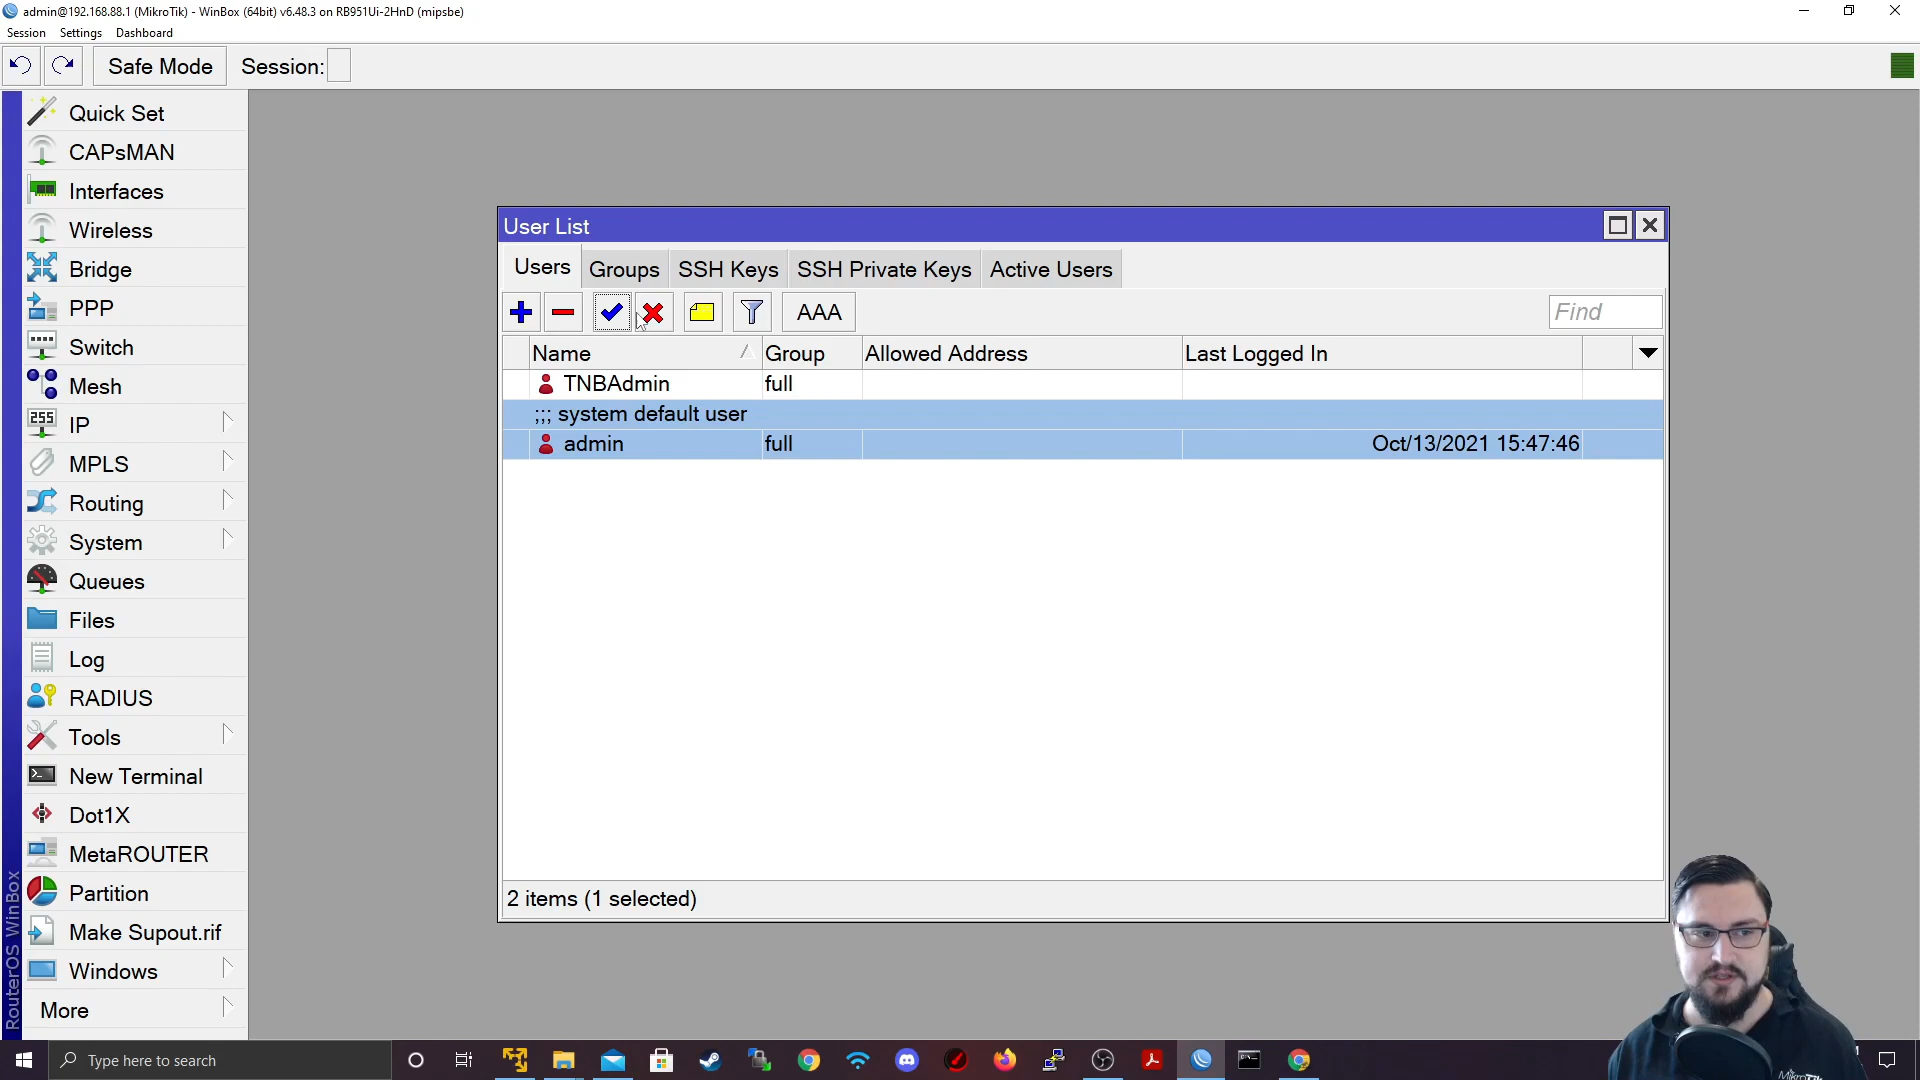 admin@192.168.88.1 (MikroTik) - WinBox (64bit) v6.48.3 on RB951Ui-2HnD (mipsbe)
Session Settings Dashboard
Safe Mode Session:
Quick Set
CAPsMAN
Interfaces
Wireless
Bridge
PPP
Switch
Mesh
255 IP
MPLS
Routing
System
Queues
Files
Log
RADIUS
Tools
New Terminal
Dot1X
MetaROUTER
Partition
Make Supout.rif
Windows
More
RouterOS WinBox
User List
Users Groups SSH Keys SSH Private Keys Active Users
AAA Find
Name Group Allowed Address Last Logged In
TNBAdmin full
;;; system default user
admin full Oct/13/2021 15:47:46
2 items (1 selected)
Type here to search
MikroTik